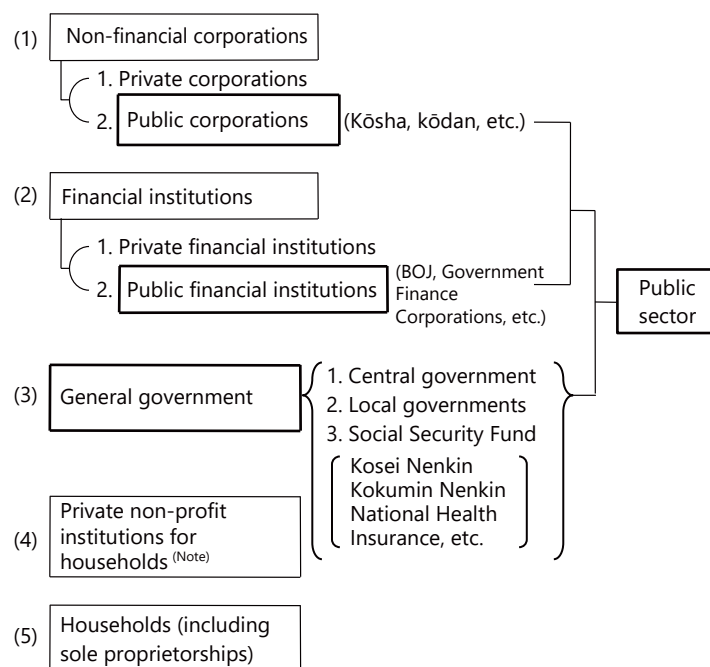 (1) Non-financial corporations
1. Private corporations
2. Public corporations (Kōsha, kōdan, etc.)
(2) Financial institutions
1. Private financial institutions
2. Public financial institutions (BOJ, Government
Finance
Corporations, etc.)
Public
sector
(3) General government
1. Central government
2. Local governments
3. Social Security Fund
Kosei Nenkin
Kokumin Nenkin
National Health
Insurance, etc.
(4) Private non-profit
institutions for
households (Note)
(5) Households (including
sole proprietorships)